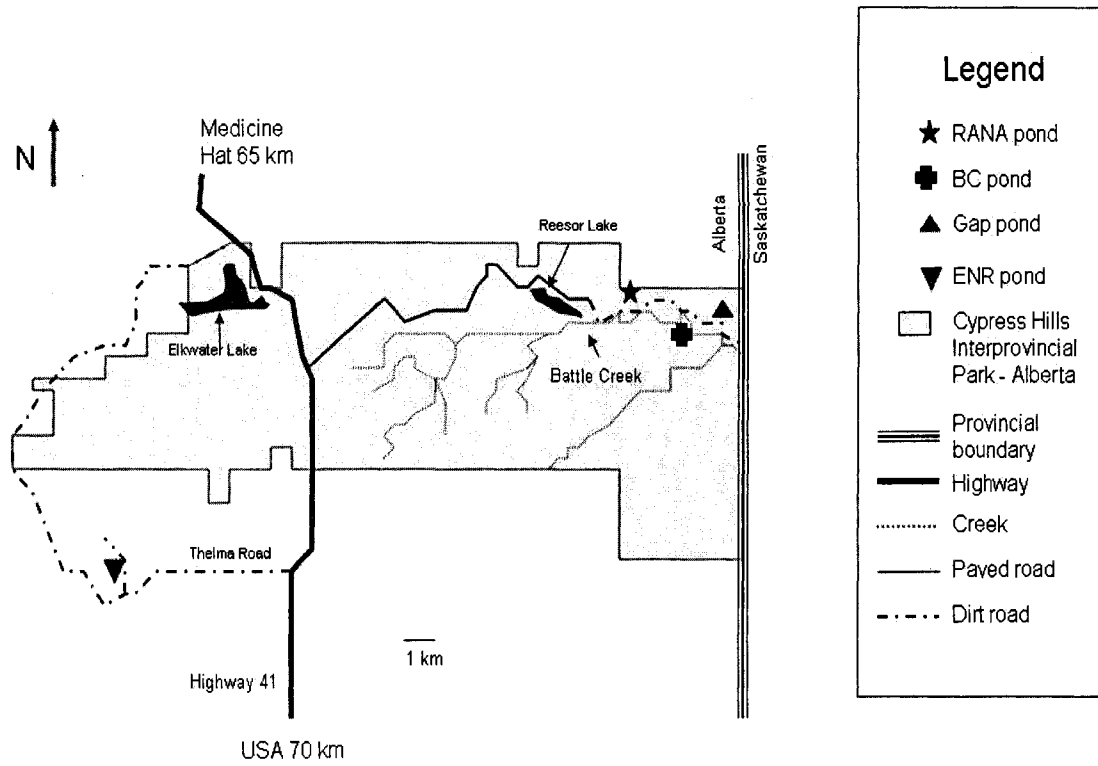 N
Medicine
Hat 65 km
Reesor Lake
Alberta
Saskatchewan
Elkwater Lake
Battle Creek
Thelma Road
1 km
Highway 41
USA 70 km
Legend
RANA pond
BC pond
Gap pond
ENR pond
Cypress Hills
Interprovincial
Park - Alberta
Provincial
boundary
Highway
Creek
Paved road
Dirt road